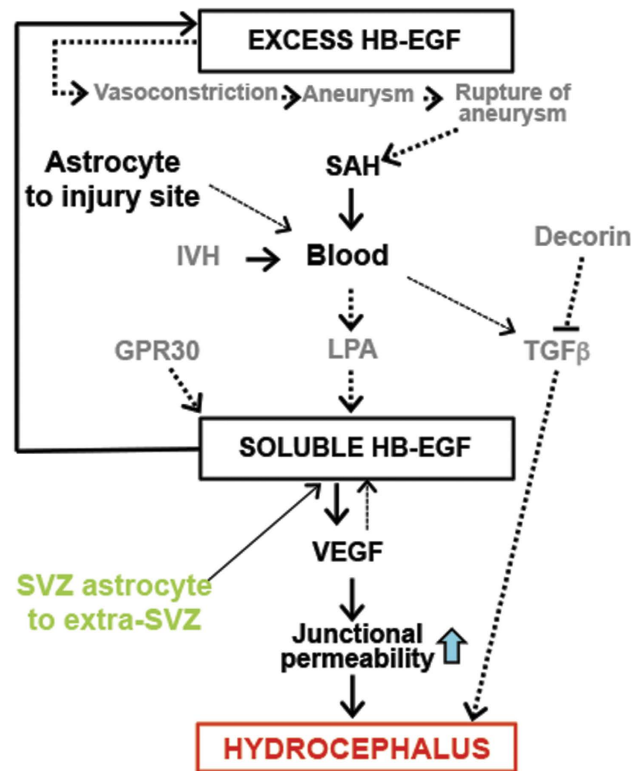 EXCESS HB-EGF
Vasoconstriction
Aneurysm
Rupture of
aneurysm
SAH
Astrocyte
to injury site
IVH
Blood
Decorin
GPR30
LPA
TGFβ
SOLUBLE HB-EGF
VEGF
SVZ astrocyte
to extra-SVZ
Junctional
permeability
HYDROCEPHALUS